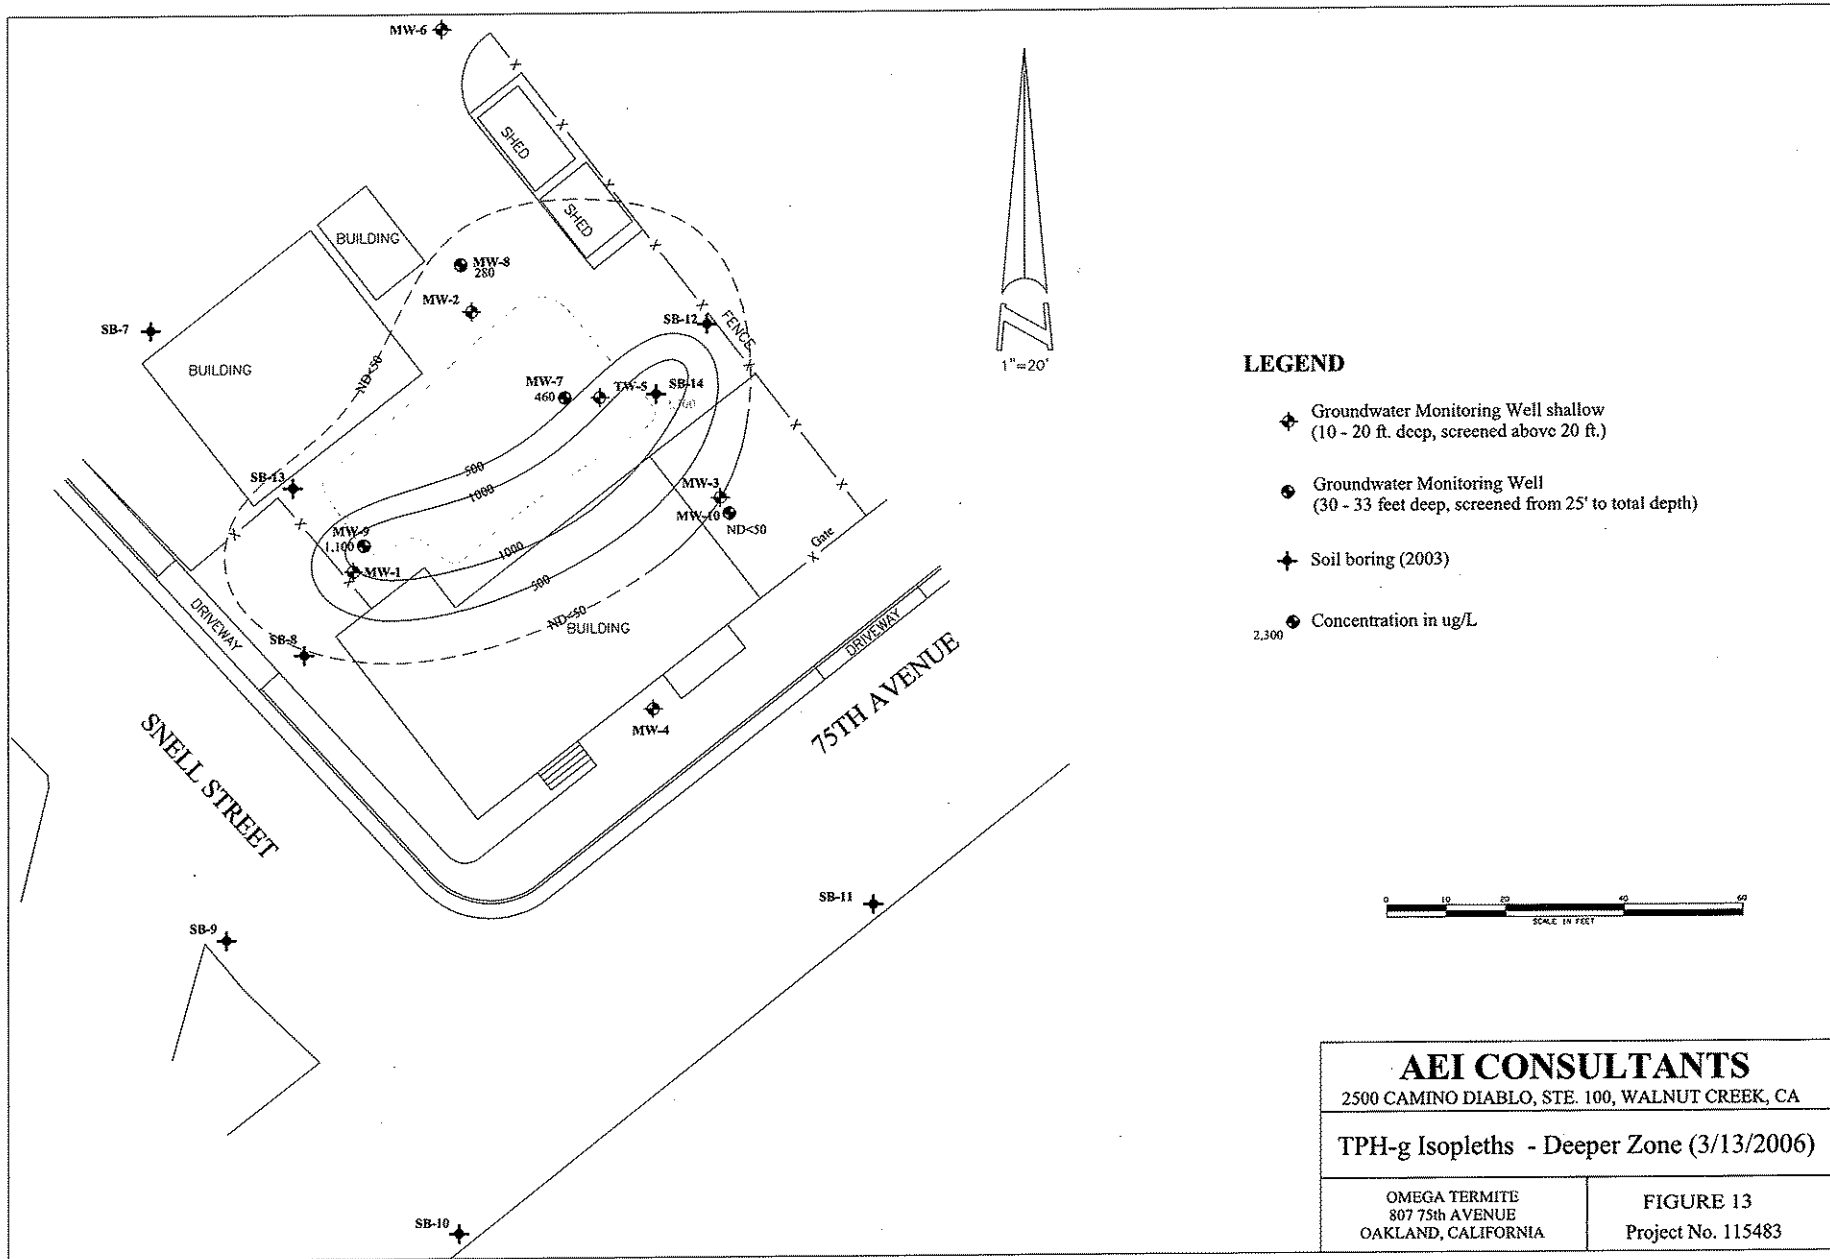 MW-6
SHED
SHED
BUILDING
MW-8
280
MW-2
SB-7
SB-12
FENCE
BUILDING
ND<50
MW-7
460
TW-5
SB-14
1"=20'
500
SB-13
1000
MW-3
MW-10
ND<50
MW-9
1,100
MW-1
1000
500
Gate
ND<50
BUILDING
DRIVEWAY
SB-8
DRIVEWAY
MW-4
75TH AVENUE
SNELL STREET
SB-11
SB-9
SB-10
LEGEND
Groundwater Monitoring Well shallow
(10 - 20 ft. deep, screened above 20 ft.)
Groundwater Monitoring Well
(30 - 33 feet deep, screened from 25' to total depth)
Soil boring (2003)
2,300
Concentration in ug/L
0 10 20 40 60
SCALE IN FEET
AEI CONSULTANTS
2500 CAMINO DIABLO, STE. 100, WALNUT CREEK, CA
TPH-g Isopleths - Deeper Zone (3/13/2006)
OMEGA TERMITE
807 75th AVENUE
OAKLAND, CALIFORNIA
FIGURE 13
Project No. 115483